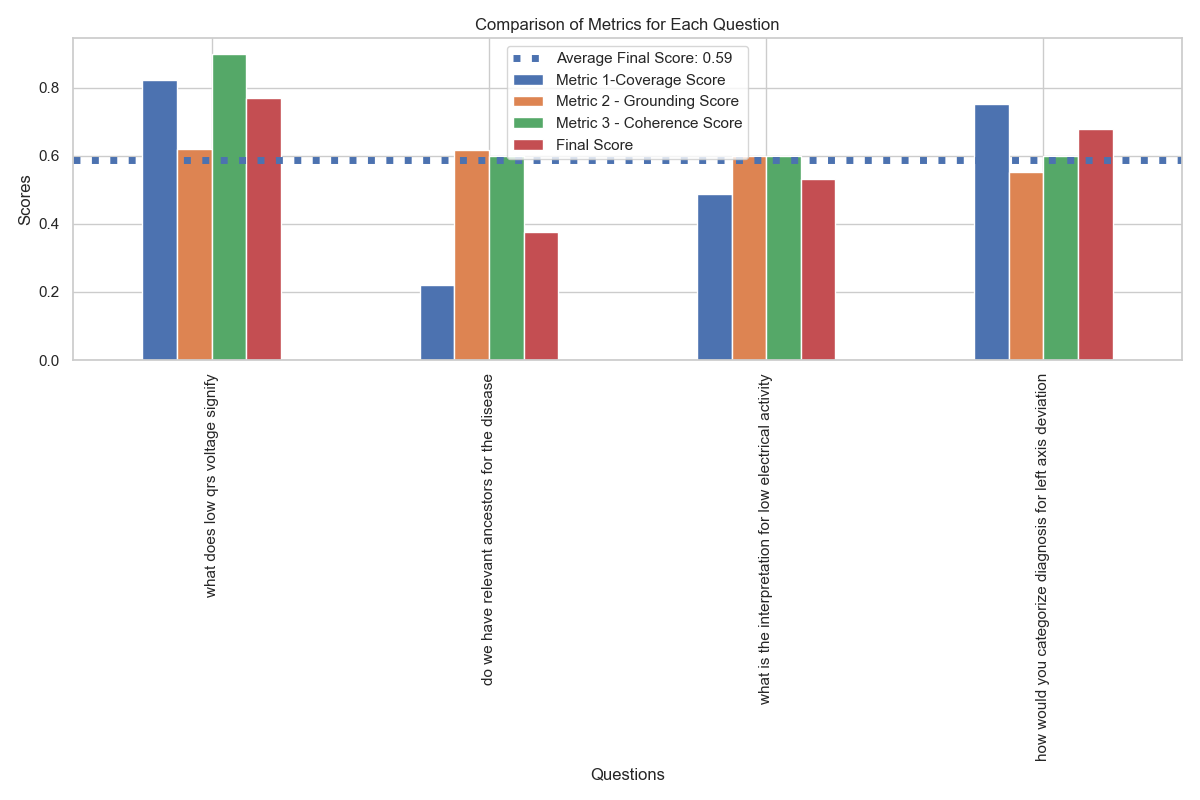 Comparison of Metrics for Each Question
Average Final Score: 0.59
Metric 1-Coverage Score
Metric 2 - Grounding Score
Metric 3 - Coherence Score
Final Score
Scores
0.8
0.6
0.4
0.2
0.0
what does low qrs voltage signify
do we have relevant ancestors for the disease
what is the interpretation for low electrical activity
how would you categorize diagnosis for left axis deviation
Questions